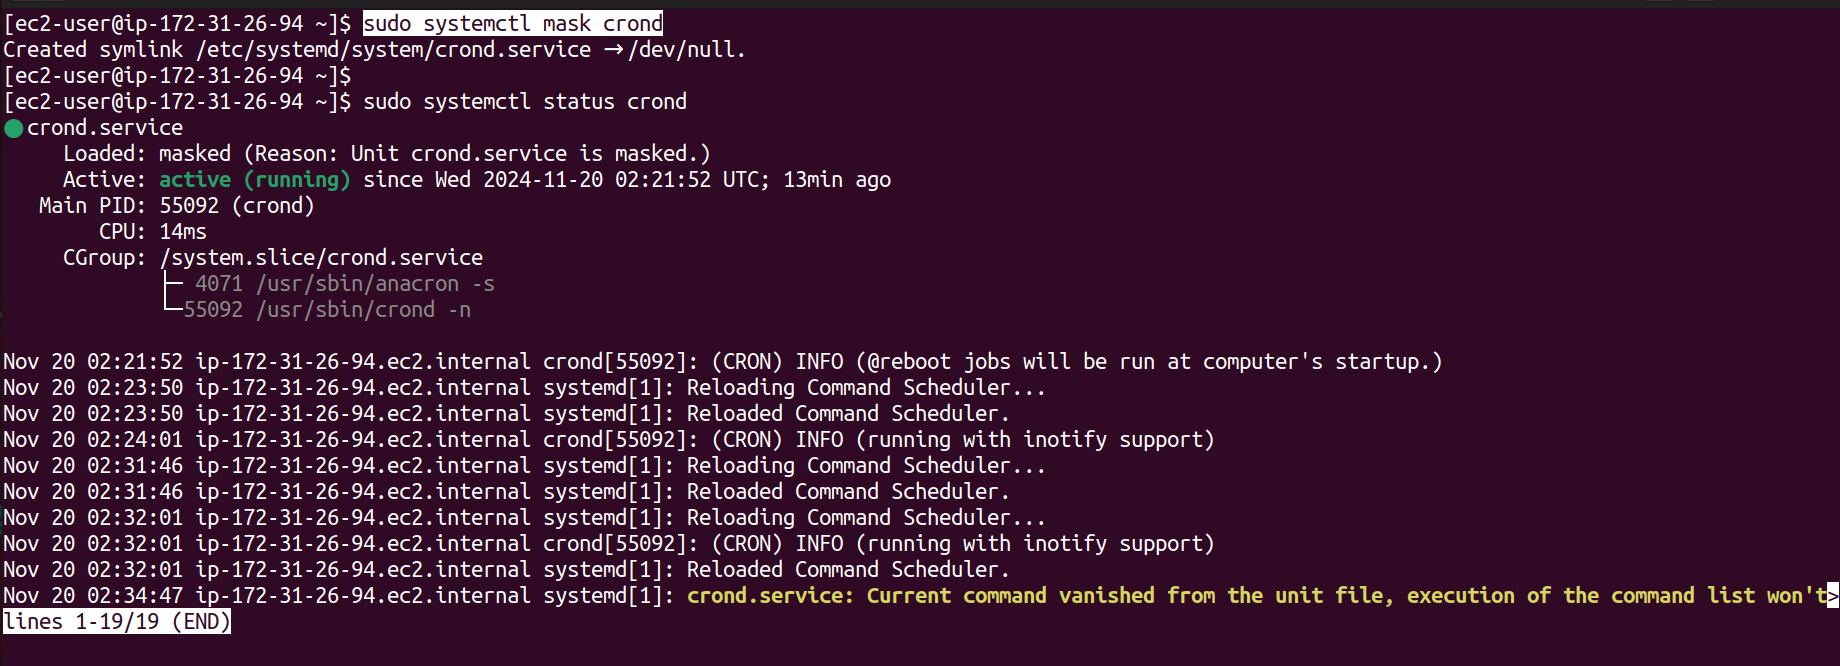 [ec2-user@ip-172-31-26-94 ~]$ sudo systemctl mask crond
Created symlink /etc/systemd/system/crond.service → /dev/null.
[ec2-user@ip-172-31-26-94 ~]$
[ec2-user@ip-172-31-26-94 ~]$ sudo systemctl status crond
● crond.service
Loaded: masked (Reason: Unit crond.service is masked.)
Active: active (running) since Wed 2024-11-20 02:21:52 UTC; 13min ago
Main PID: 55092 (crond)
CPU: 14ms
CGroup: /system.slice/crond.service
├─ 4071 /usr/sbin/anacron -s
└─55092 /usr/sbin/crond -n
Nov 20 02:21:52 ip-172-31-26-94.ec2.internal crond[55092]: (CRON) INFO (@reboot jobs will be run at computer's startup.)
Nov 20 02:23:50 ip-172-31-26-94.ec2.internal systemd[1]: Reloading Command Scheduler...
Nov 20 02:23:50 ip-172-31-26-94.ec2.internal systemd[1]: Reloaded Command Scheduler.
Nov 20 02:24:01 ip-172-31-26-94.ec2.internal crond[55092]: (CRON) INFO (running with inotify support)
Nov 20 02:31:46 ip-172-31-26-94.ec2.internal systemd[1]: Reloading Command Scheduler...
Nov 20 02:31:46 ip-172-31-26-94.ec2.internal systemd[1]: Reloaded Command Scheduler.
Nov 20 02:32:01 ip-172-31-26-94.ec2.internal systemd[1]: Reloading Command Scheduler...
Nov 20 02:32:01 ip-172-31-26-94.ec2.internal crond[55092]: (CRON) INFO (running with inotify support)
Nov 20 02:32:01 ip-172-31-26-94.ec2.internal systemd[1]: Reloaded Command Scheduler.
Nov 20 02:34:47 ip-172-31-26-94.ec2.internal systemd[1]: crond.service: Current command vanished from the unit file, execution of the command list won't>
lines 1-19/19 (END)